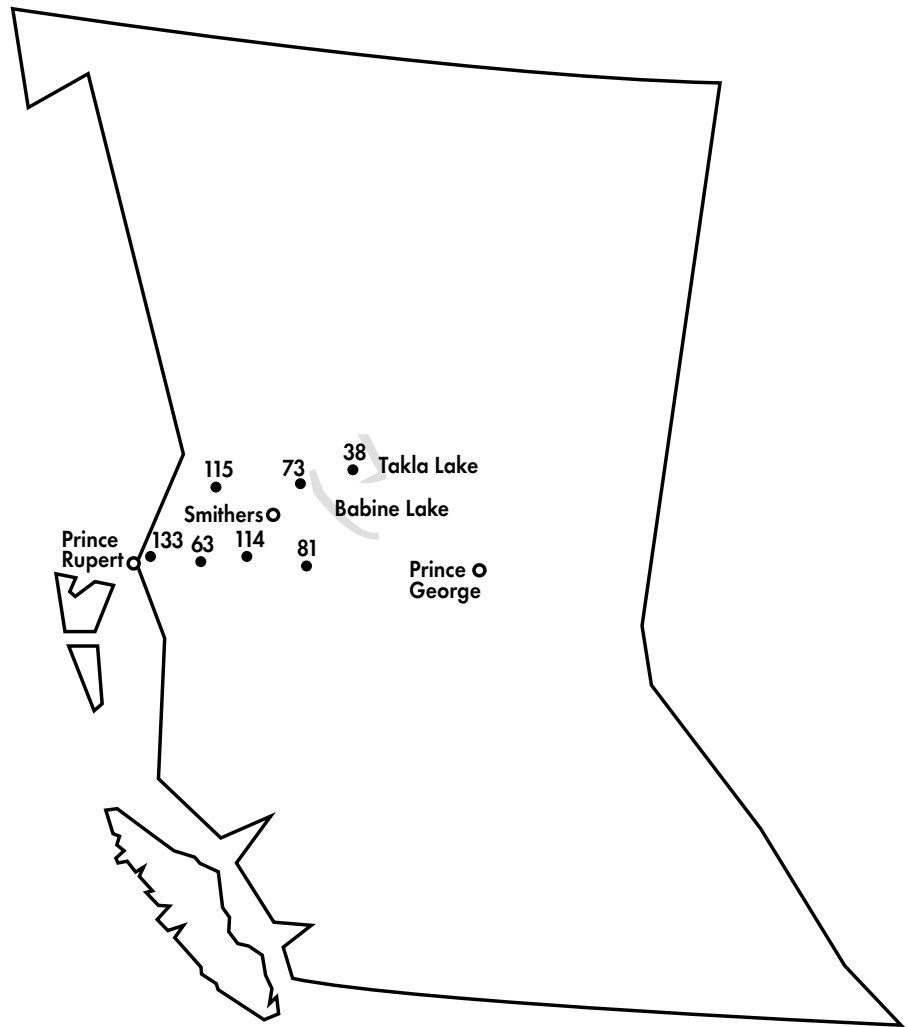 38
115
73
Takla Lake
Smithers
Babine Lake
Prince
Rupert
133
63
114
81
Prince
George